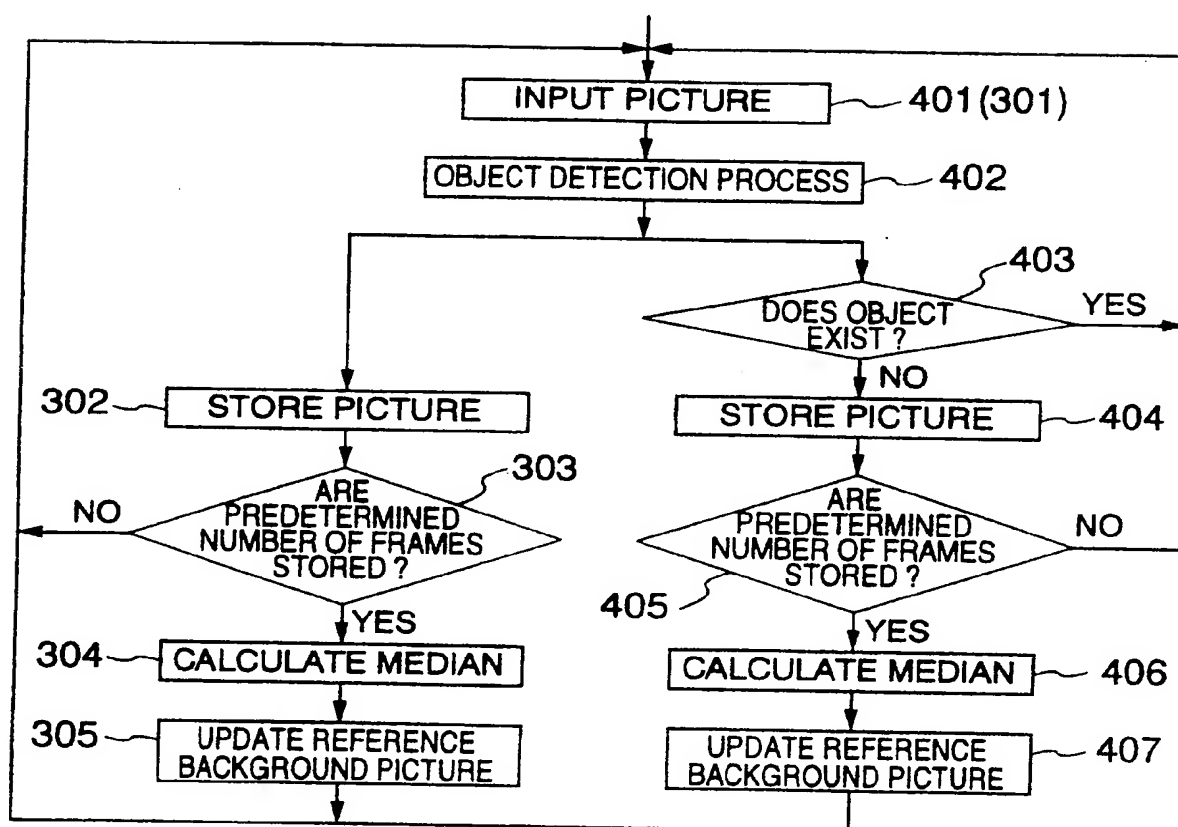 INPUT PICTURE
401(301)
OBJECT DETECTION PROCESS
402
403
DOES OBJECT
EXIST ?
YES
NO
302
STORE PICTURE
STORE PICTURE
404
303
ARE
PREDETERMINED
NUMBER OF FRAMES
STORED ?
NO
YES
ARE
PREDETERMINED
NUMBER OF FRAMES
STORED ?
NO
405
YES
304
CALCULATE MEDIAN
CALCULATE MEDIAN
406
305
UPDATE REFERENCE
BACKGROUND PICTURE
UPDATE REFERENCE
BACKGROUND PICTURE
407